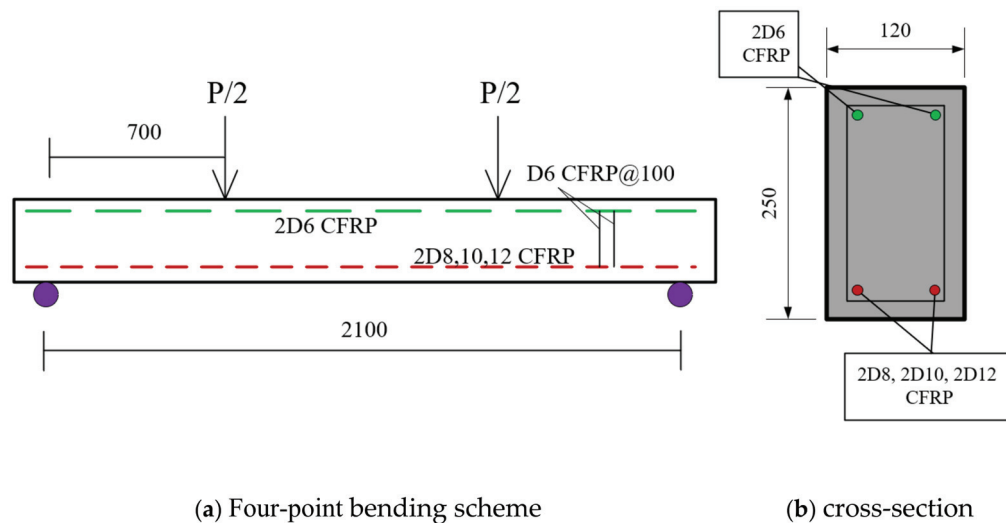 P/2
P/2
700
D6 CFRP@100
2D6 CFRP
2D8,10,12 CFRP
2100
2D6
CFRP
120
250
2D8, 2D10, 2D12
CFRP
(a) Four-point bending scheme
(b) cross-section